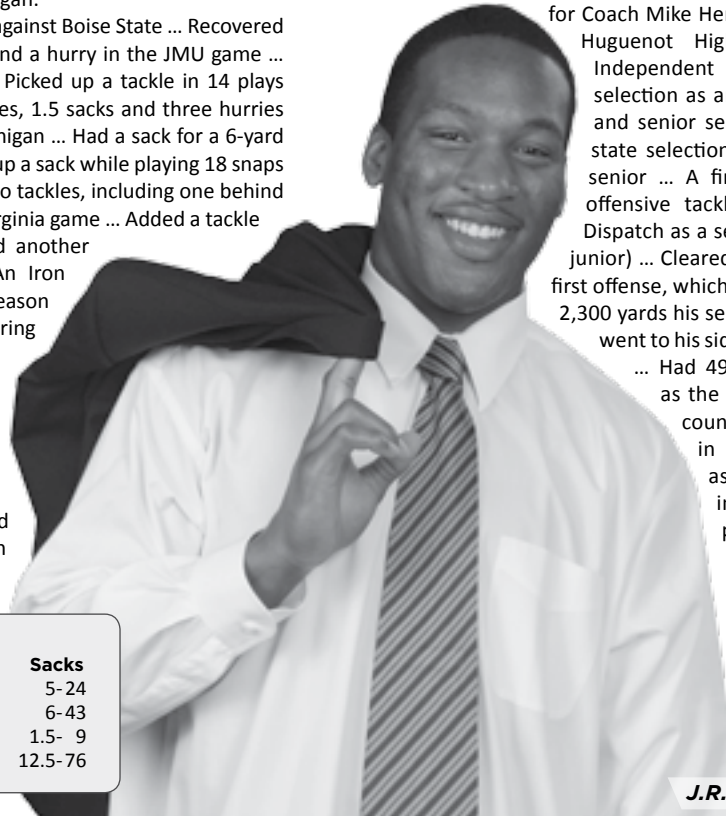 igan.
against Boise State ... Recovered
nd a hurry in the JMU game ...
Picked up a tackle in 14 plays
es, 1.5 sacks and three hurries
higan ... Had a sack for a 6-yard
up a sack while playing 18 snaps
o tackles, including one behind
rginia game ... Added a tackle
d another
An Iron
eason
ring
d
n
Sacks
5-24
6-43
1.5- 9
12.5-76
for Coach Mike Her
Huguenot Hig
Independent
selection as a
and senior se
state selection
senior ... A fir
offensive tackl
Dispatch as a se
junior) ... Cleared
first offense, which
2,300 yards his se
went to his sid
... Had 49
as the
coun
in
as
in
p
J.R.